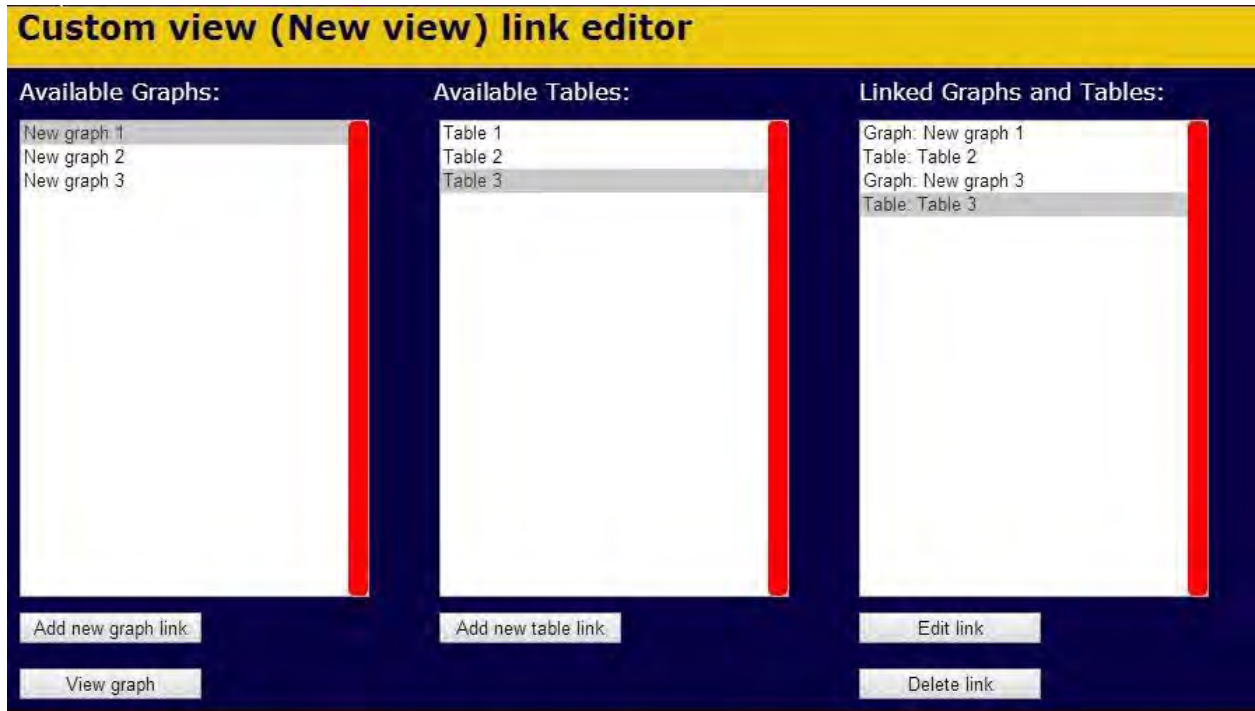 Custom view (New view) link editor
Available Graphs:
New graph 1
New graph 2
New graph 3
Add new graph link
View graph
Available Tables:
Table 1
Table 2
Table 3
Add new table link
Linked Graphs and Tables:
Graph: New graph 1
Table: Table 2
Graph: New graph 3
Table: Table 3
Edit link
Delete link